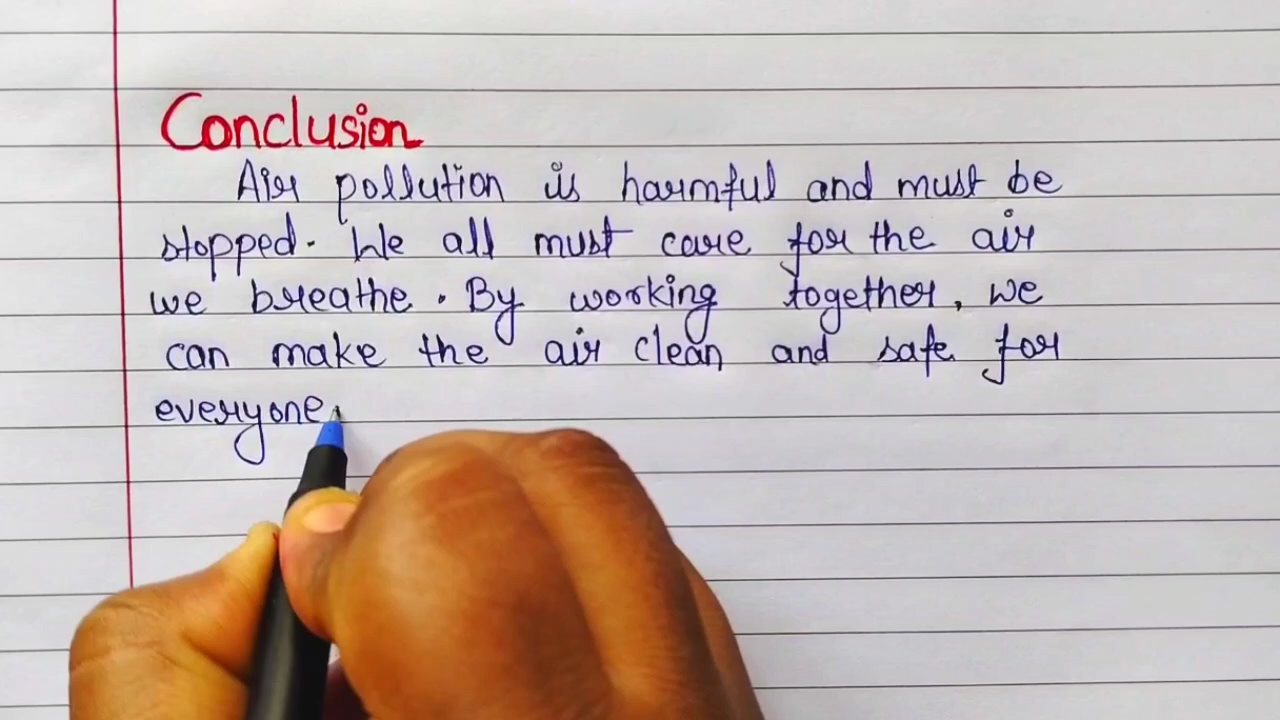 Conclusion
Air pollution is harmful and must be
stopped. We all must care for the air
we breathe. By working together, we
can make the air clean and safe for
everyone